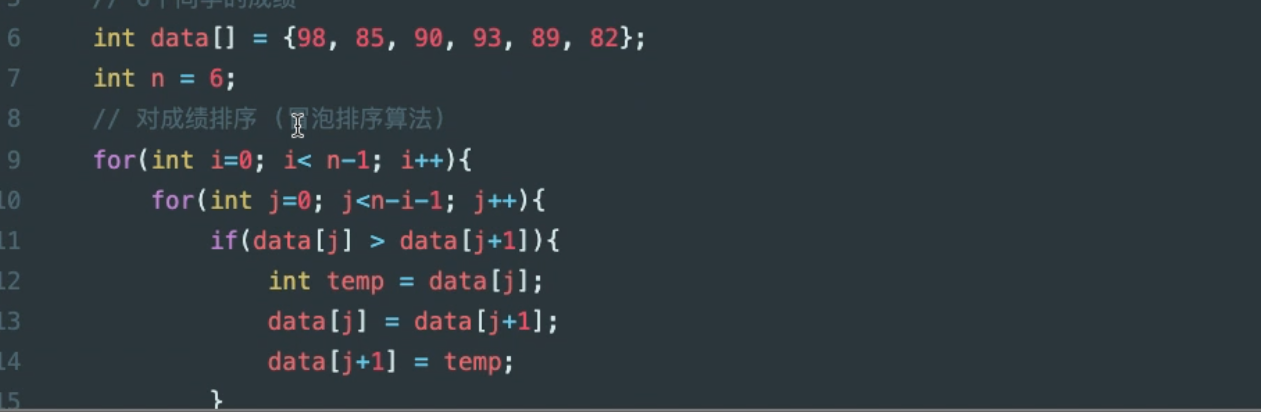 6 int data[] = {98, 85, 90, 93, 89, 82};
7 int n = 6;
8 // 对成绩排序 (冒泡排序算法)
9 for(int i=0; i< n-1; i++){
10 for(int j=0; j<n-i-1; j++){
11 if(data[j] > data[j+1]){
12 int temp = data[j];
13 data[j] = data[j+1];
14 data[j+1] = temp;
15 }